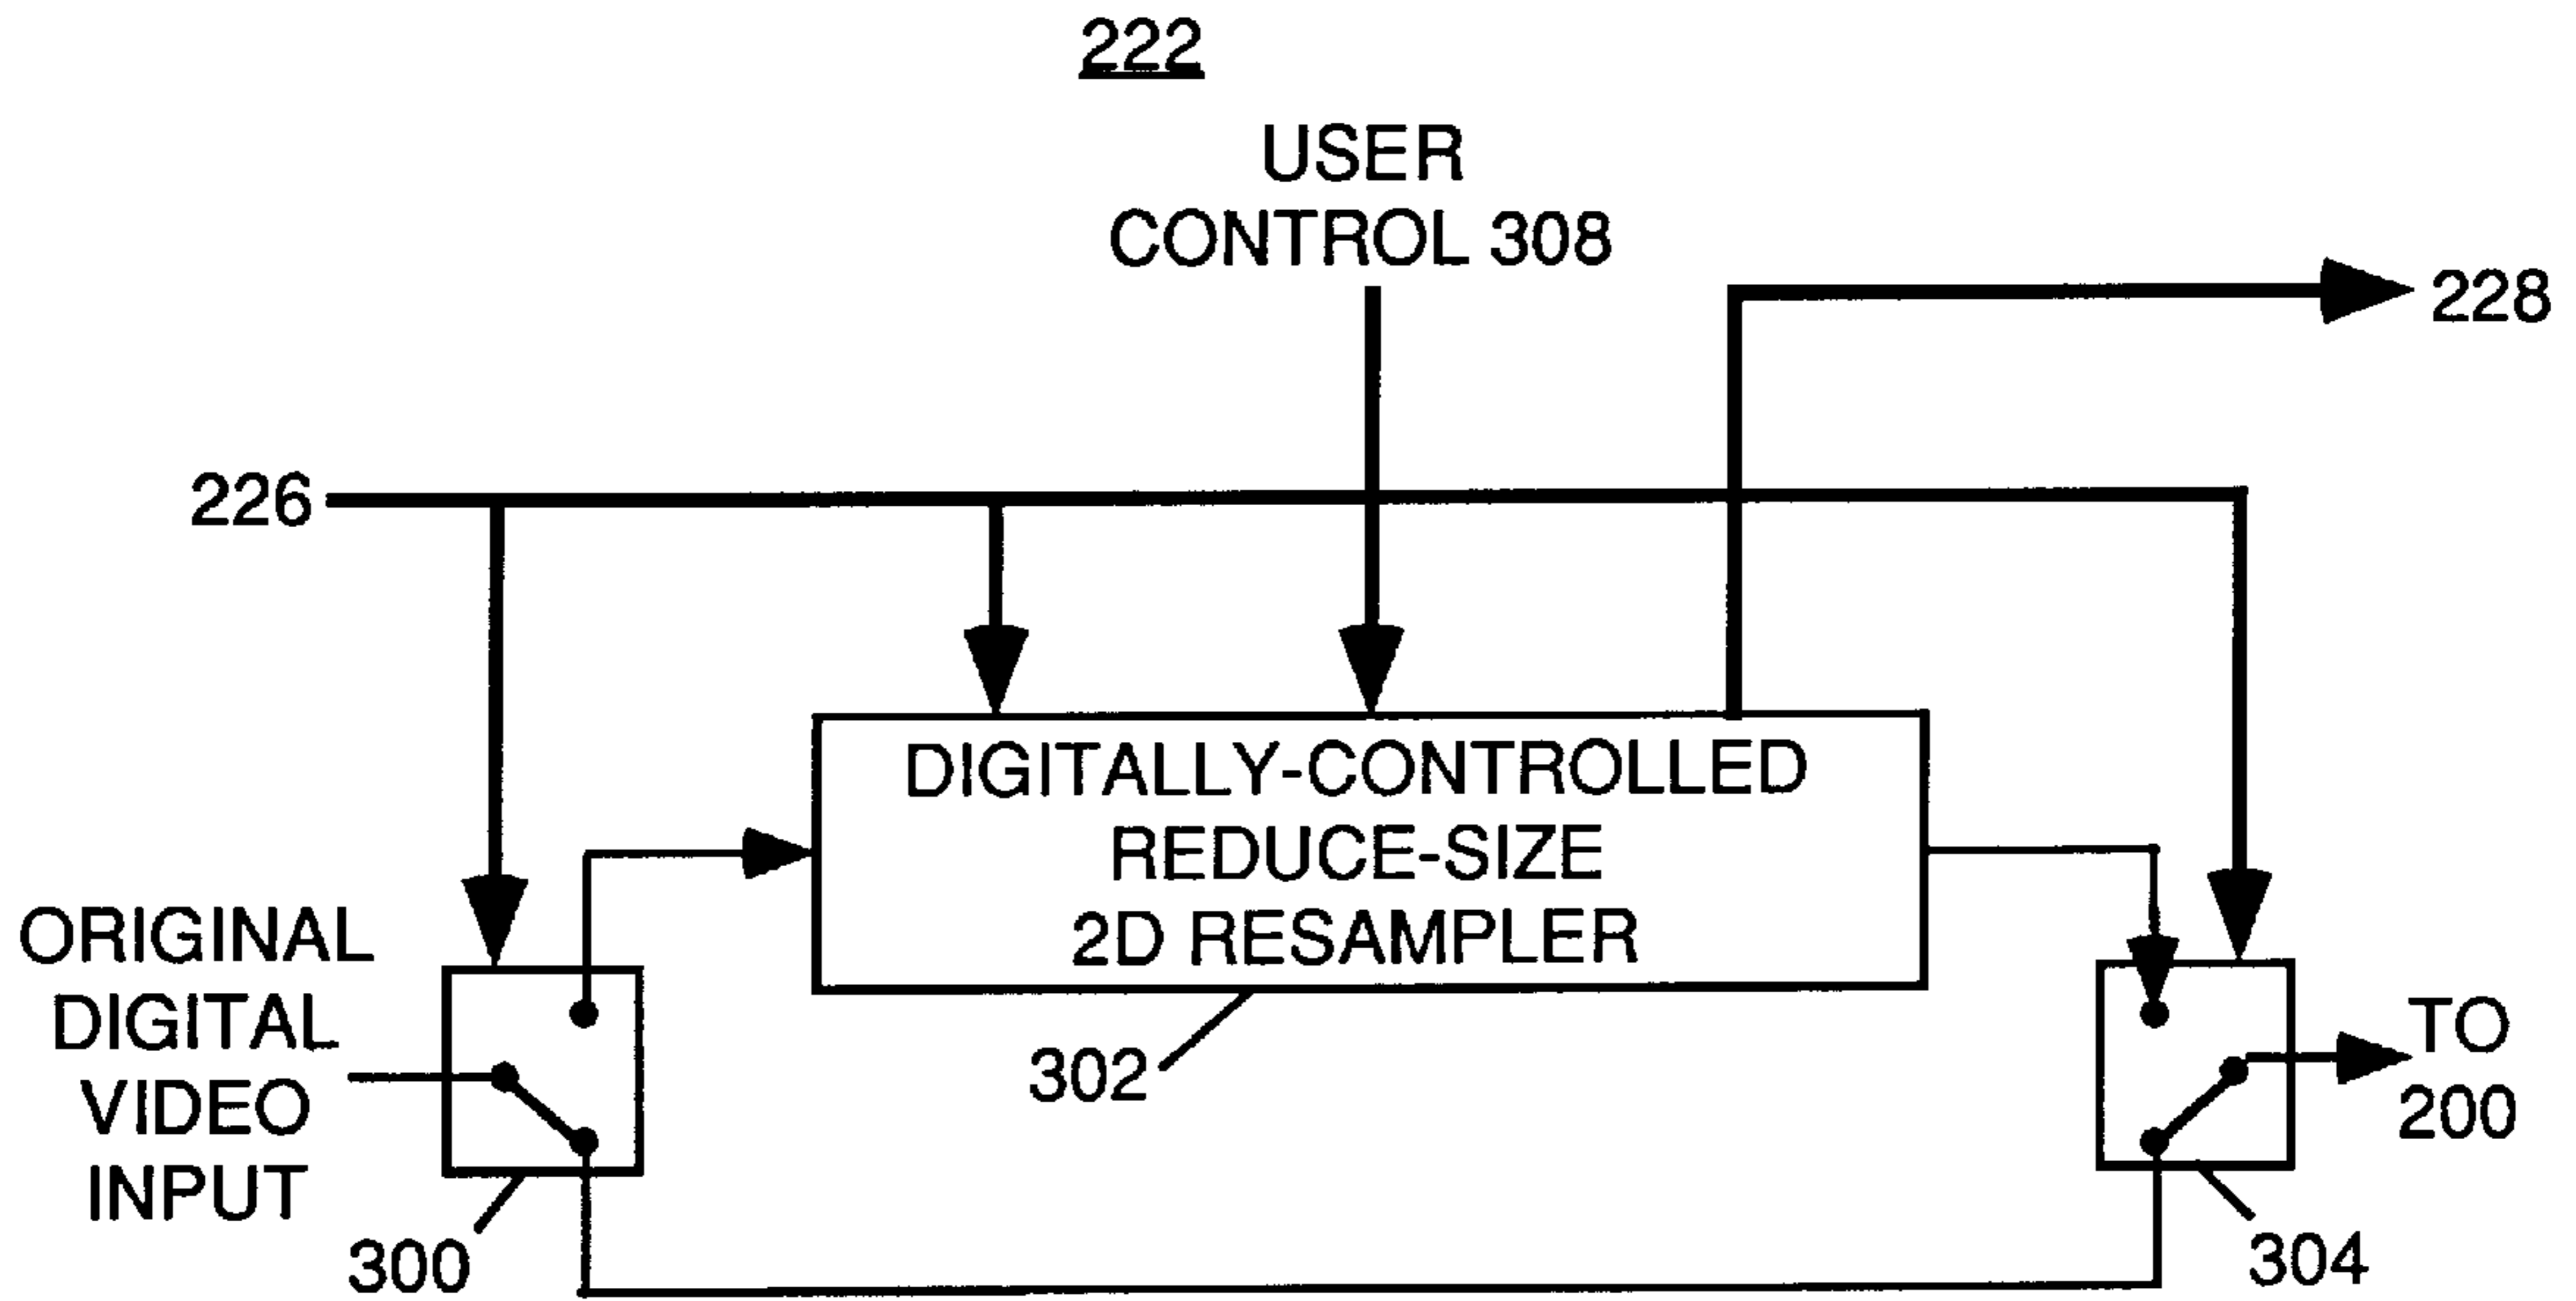 222
USER
CONTROL 308
228
226
DIGITALLY-CONTROLLED
REDUCE-SIZE
2D RESAMPLER
ORIGINAL
DIGITAL
VIDEO
INPUT
302
TO
200
300
304